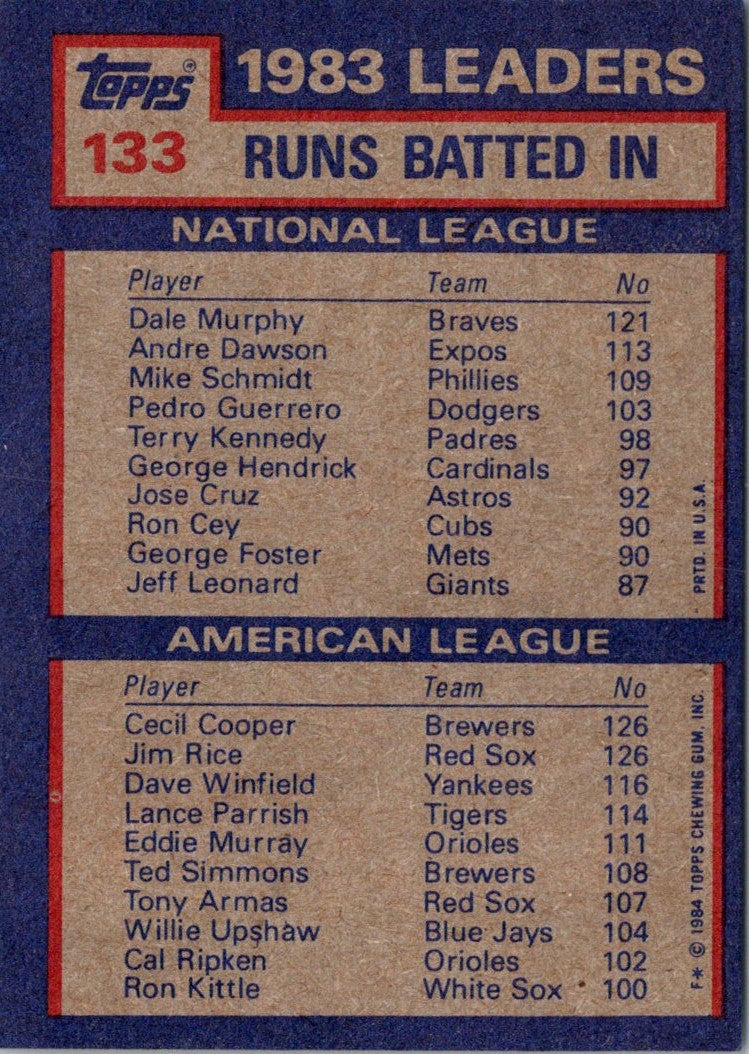 Topps®
1983 LEADERS
133
RUNS BATTED IN
NATIONAL LEAGUE
Player Team No
Dale Murphy Braves 121
Andre Dawson Expos 113
Mike Schmidt Phillies 109
Pedro Guerrero Dodgers 103
Terry Kennedy Padres 98
George Hendrick Cardinals 97
Jose Cruz Astros 92
Ron Cey Cubs 90
George Foster Mets 90
Jeff Leonard Giants 87
PRTD. IN U.S.A.
AMERICAN LEAGUE
Player Team No
Cecil Cooper Brewers 126
Jim Rice Red Sox 126
Dave Winfield Yankees 116
Lance Parrish Tigers 114
Eddie Murray Orioles 111
Ted Simmons Brewers 108
Tony Armas Red Sox 107
Willie Upshaw Blue Jays 104
Cal Ripken Orioles 102
Ron Kittle White Sox 100
F* © 1984 TOPPS CHEWING GUM, INC.